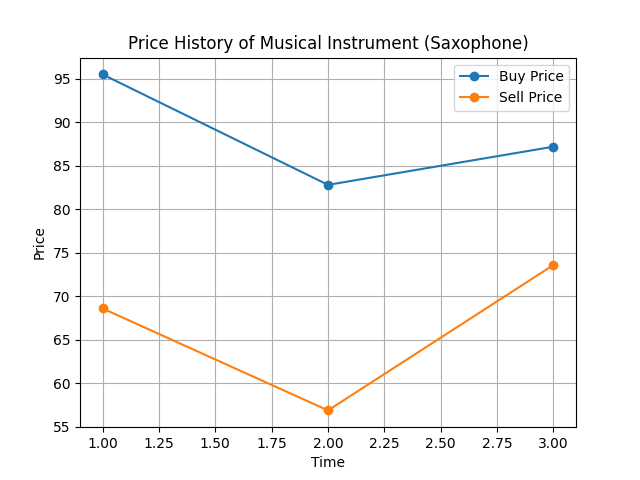 Price History of Musical Instrument (Saxophone)
Buy Price
Sell Price
95
90
85
80
75
70
65
60
55
Price
1.00 1.25 1.50 1.75 2.00 2.25 2.50 2.75 3.00
Time